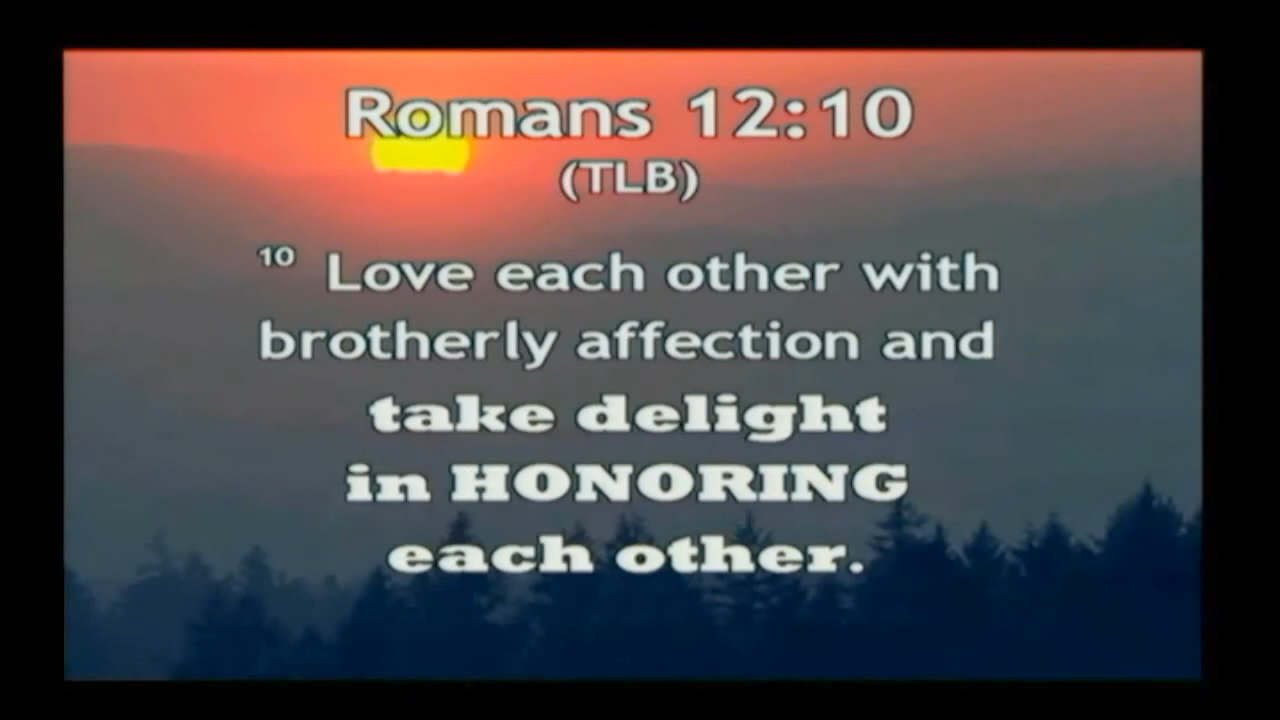 Romans 12:10
(TLB)
10 Love each other with
brotherly affection and
take delight
in HONORING
each other.